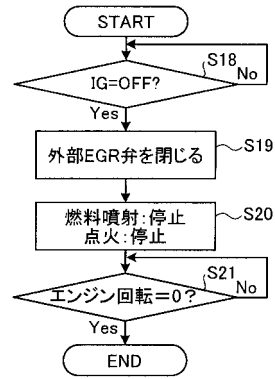 START
S18
IG=OFF?
No
Yes
外部EGR弁を閉じる
S19
燃料噴射:停止
点火:停止
S20
S21
エンジン回転=0?
No
Yes
END